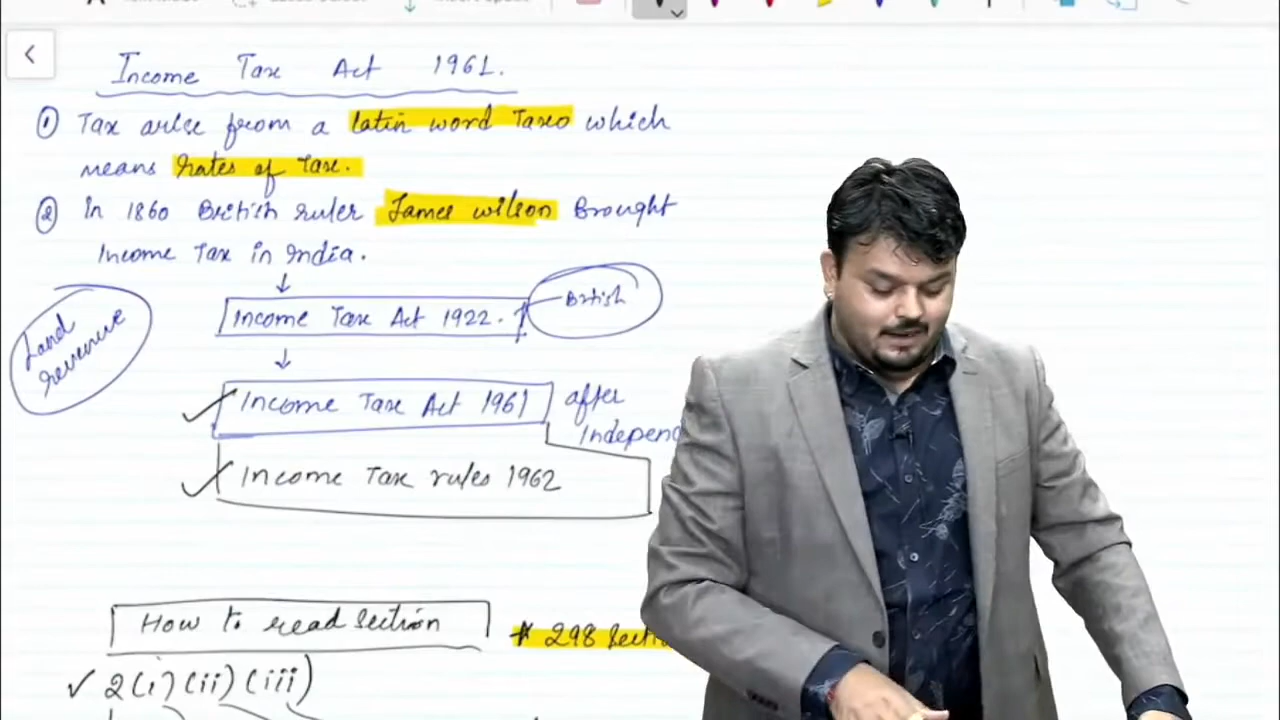 Income Tax Act 1961.
① Tax arise from a latin word Taxo which
means rates of Tax.
② In 1860 British ruler James wilson Brought
Income Tax in India.
Income Tax Act 1922.
British
Land
revenue
Income Tax Act 1961 after
Independ
Income Tax rules 1962
How to read section
* 298 Secti
✓ 2(i)(ii)(iii)